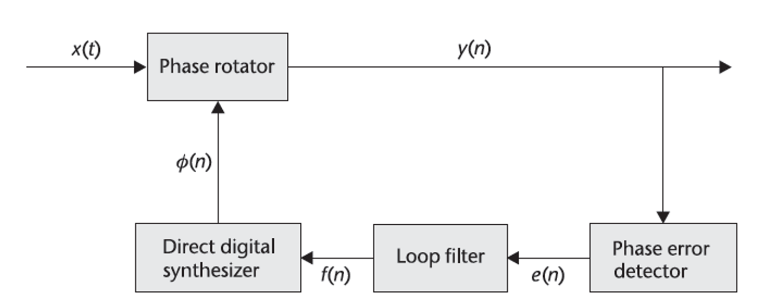 x(t)
Phase rotator
y(n)
ϕ(n)
Direct digital
synthesizer
f(n)
Loop filter
e(n)
Phase error
detector